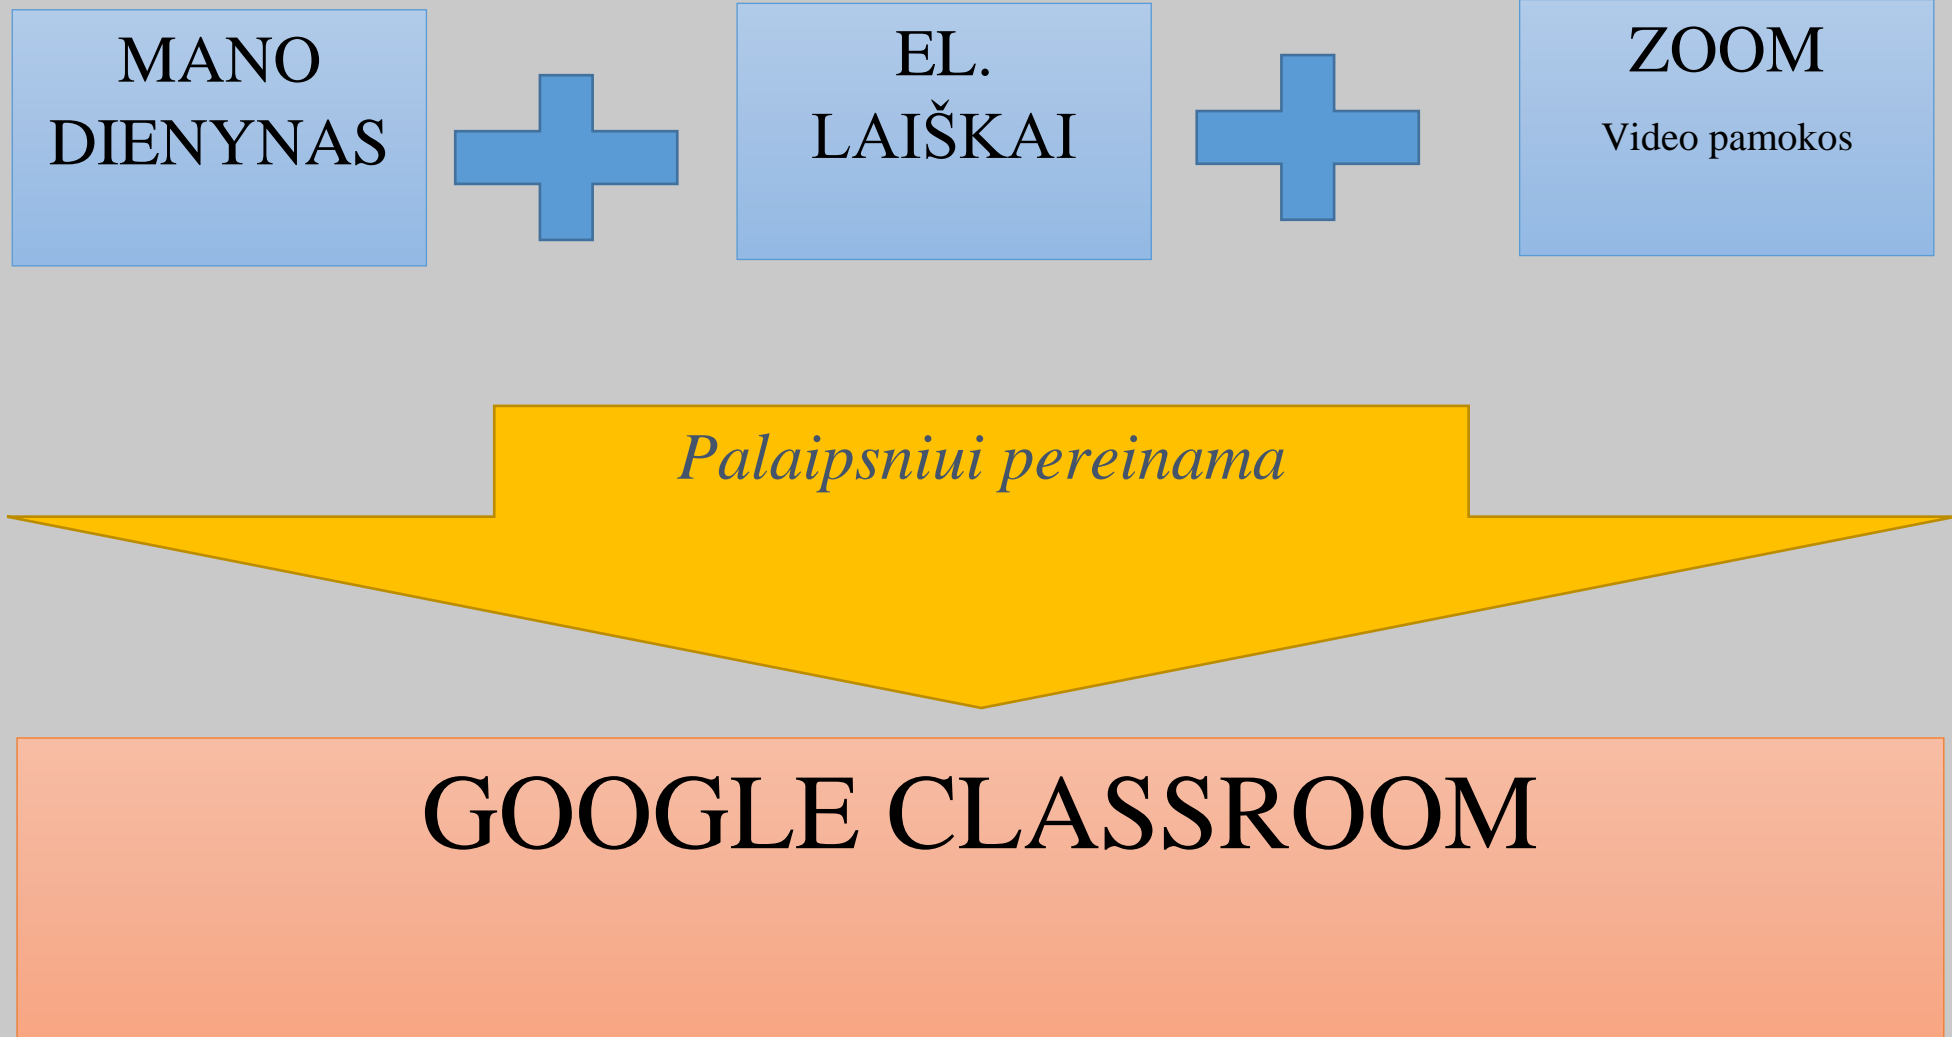 MANO
DIENYNAS
EL.
LAIŠKAI
ZOOM
Video pamokos
Palaipsniui pereinama
GOOGLE CLASSROOM